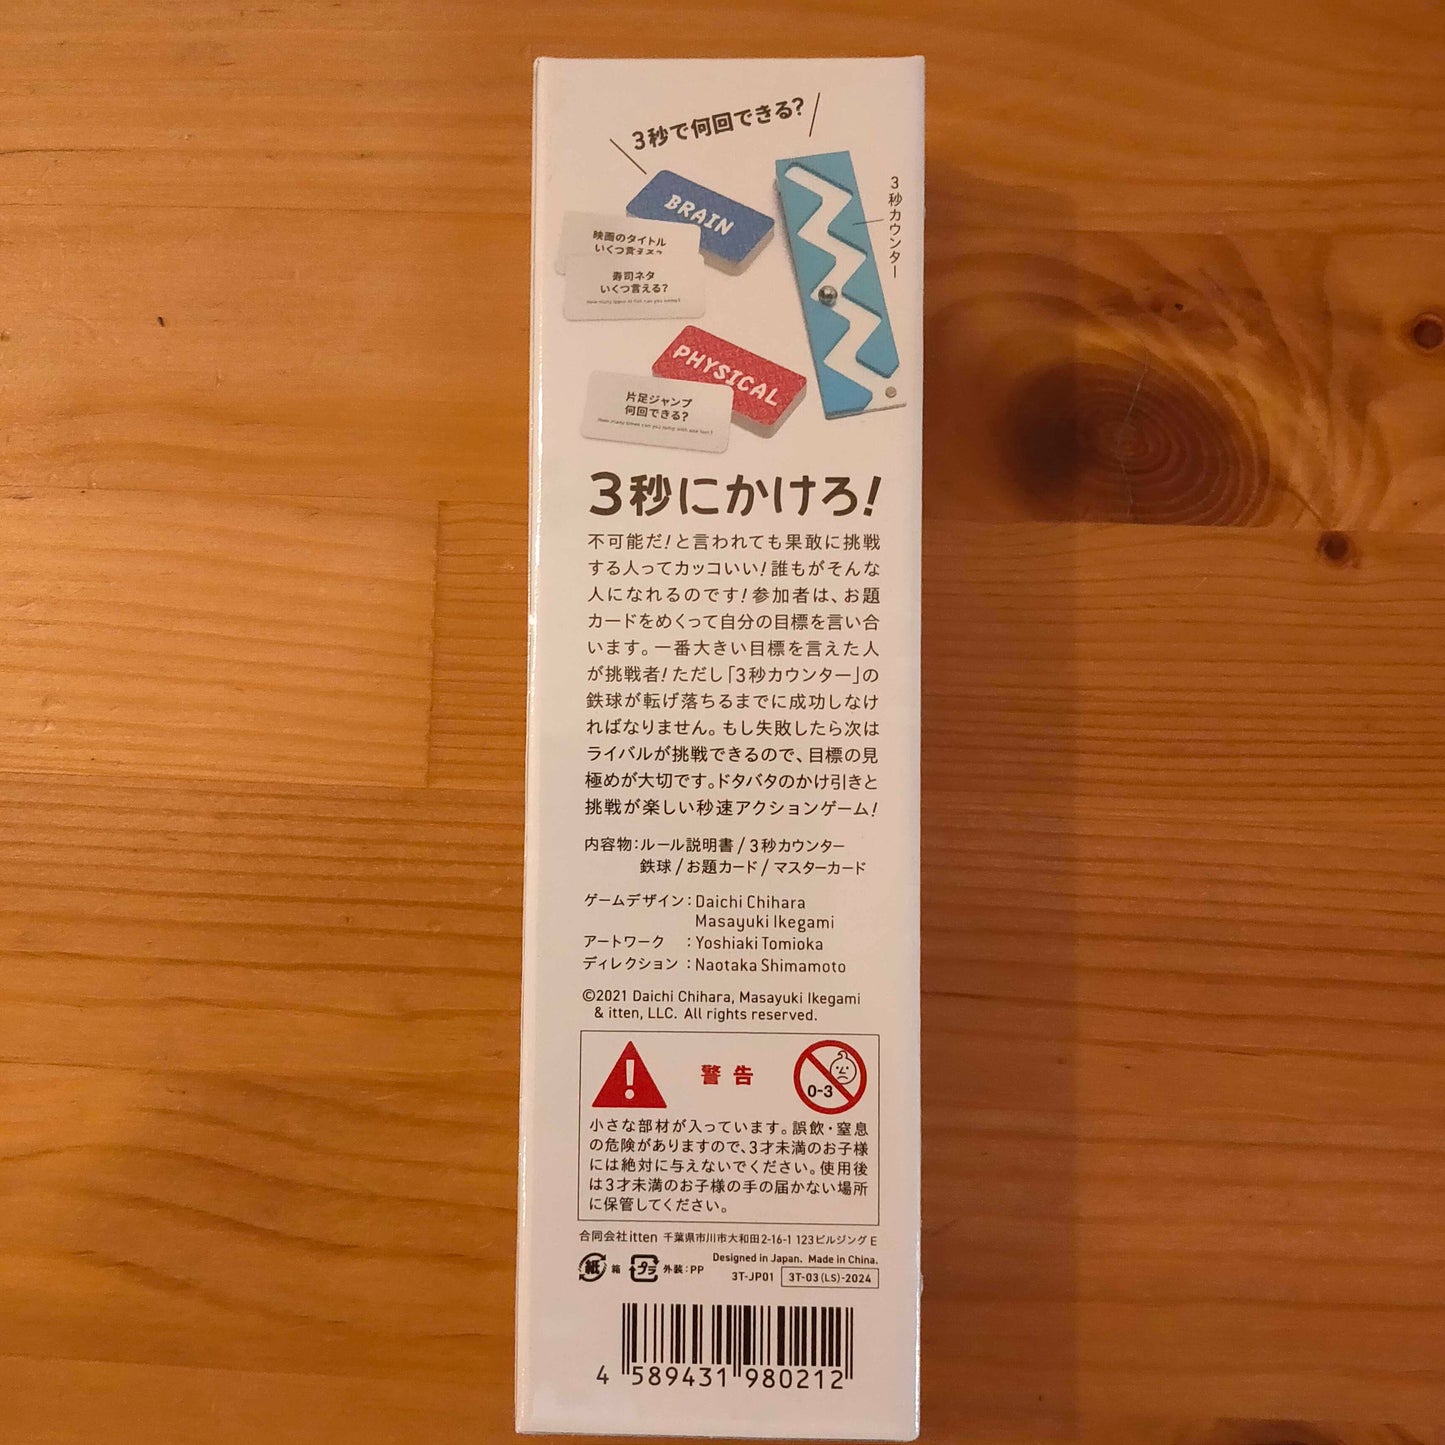 3秒で何回できる?
3秒カウンター
BRAIN
映画のタイトル
いくつ言える?
寿司ネタ
いくつ言える?
PHYSICAL
片足ジャンプ
何回できる?
How many times can you jump with one foot?
3秒にかけろ!
不可能だ!と言われても果敢に挑戦
する人ってカッコいい!誰もがそんな
人になれるのです!参加者は、お題
カードをめくって自分の目標を言い合
います。一番大きい目標を言えた人
が挑戦者!ただし「3秒カウンター」の
鉄球が転げ落ちるまでに成功しなけ
ればなりません。もし失敗したら次は
ライバルが挑戦できるので、目標の見
極めが大切です。ドタバタのかけ引きと
挑戦が楽しい秒速アクションゲーム!
内容物:ルール説明書 / 3秒カウンター
鉄球 / お題カード / マスターカード
ゲームデザイン:Daichi Chihara
Masayuki Ikegami
アートワーク :Yoshiaki Tomioka
ディレクション :Naotaka Shimamoto
©2021 Daichi Chihara, Masayuki Ikegami
& itten, LLC. All rights reserved.
警告
0-3
小さな部材が入っています。誤飲・窒息
の危険がありますので、3才未満のお子様
には絶対に与えないでください。使用後
は3才未満のお子様の手の届かない場所
に保管してください。
合同会社itten 千葉県市川市大和田2-16-1 123ビルジング E
Designed in Japan. Made in China.
紙 箱 プラ 外装:PP
3T-JP01 3T-03(LS)-2024
4 589431 980212